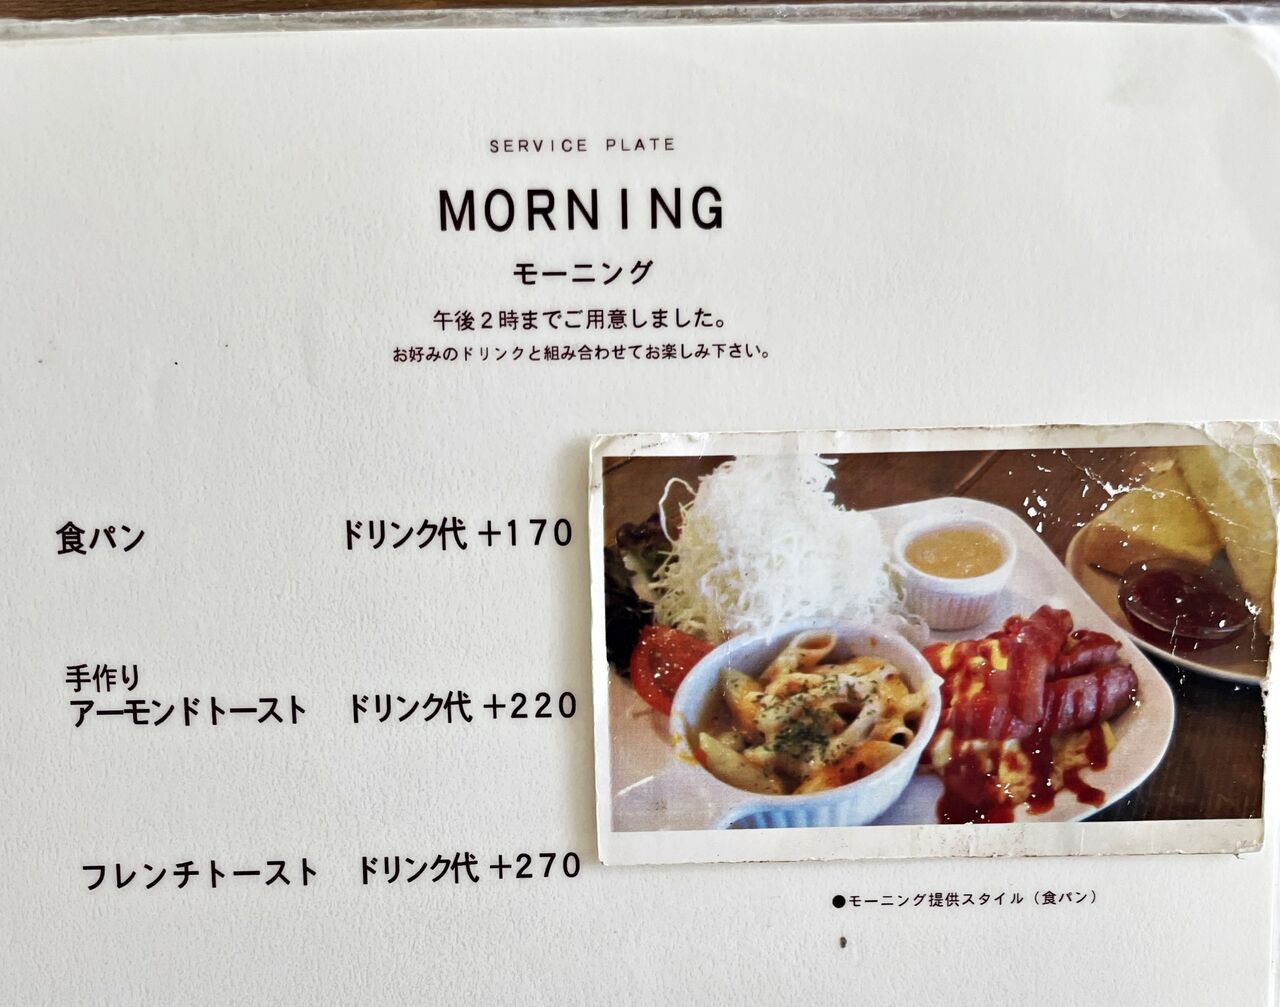 SERVICE PLATE
MORNING
モーニング
午後２時までご用意しました。
お好みのドリンクと組み合わせてお楽しみ下さい。
食パン ドリンク代 ＋１７０
手作り
アーモンドトースト ドリンク代 ＋２２０
フレンチトースト ドリンク代 ＋２７０
●モーニング提供スタイル（食パン）